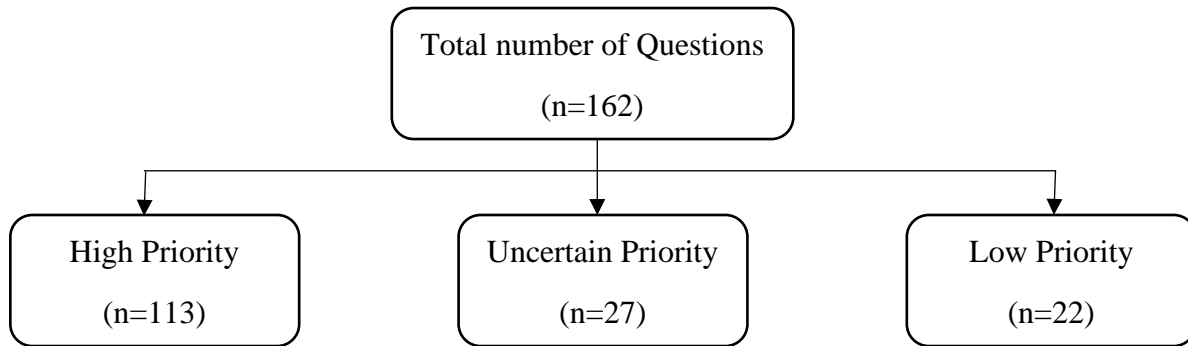 Total number of Questions
(n=162)
High Priority
(n=113)
Uncertain Priority
(n=27)
Low Priority
(n=22)